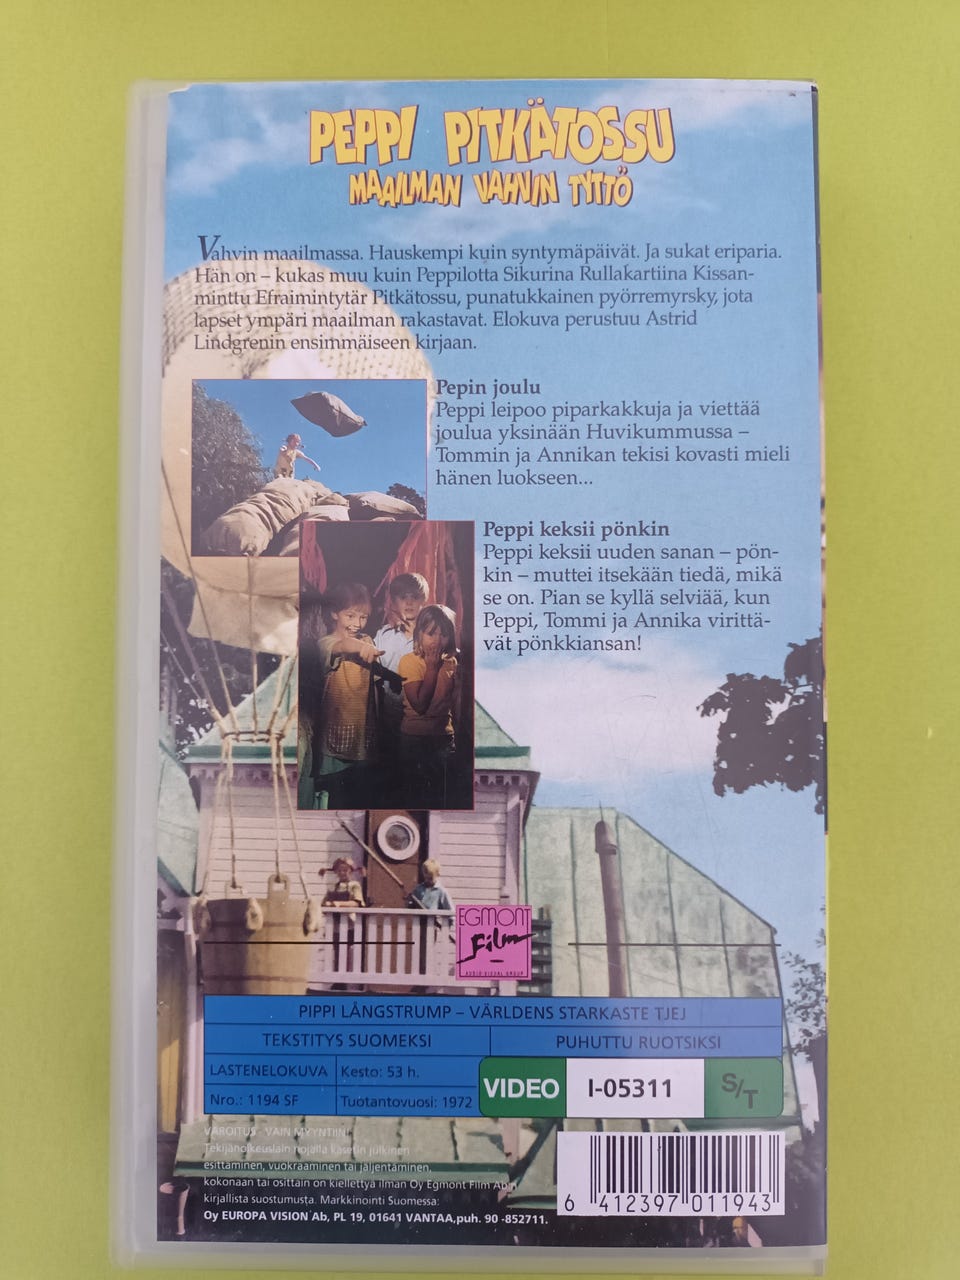 PEPPI PITKÄTOSSU
MAAILMAN VAHVIN TYTTÖ
Vahvin maailmassa. Hauskempi kuin syntymäpäivät. Ja sukat eriparia.
Hän on – kukas muu kuin Peppilotta Sikurina Rullakartiina Kissan-
minttu Efraimintytär Pitkätossu, punatukkainen pyörremyrsky, jota
lapset ympäri maailman rakastavat. Elokuva perustuu Astrid
Lindgrenin ensimmäiseen kirjaan.
Pepin joulu
Peppi leipoo piparkakkuja ja viettää
joulua yksinään Huvikummussa –
Tommin ja Annikan tekisi kovasti mieli
hänen luokseen...
Peppi keksii pönkin
Peppi keksii uuden sanan – pön-
kin – muttei itsekään tiedä, mikä
se on. Pian se kyllä selviää, kun
Peppi, Tommi ja Annika virittä-
vät pönkkiansan!
EGMONT
Film
AUDIO VISUAL GROUP
PIPPI LÅNGSTRUMP – VÄRLDENS STARKASTE TJEJ
TEKSTITYS SUOMEKSI
PUHUTTU RUOTSIKSI
LASTENELOKUVA
Kesto: 53 h.
Nro.: 1194 SF
Tuotantovuosi: 1972
VIDEO
I-05311
S/T
VAROITUS - VAIN MYYNTIIN!
Tekijänoikeuslain nojalla kasetin julkinen
esittäminen, vuokraaminen tai jäljentäminen,
kokonaan tai osittain on kiellettyä ilman Oy Egmont Film Ab:n
kirjallista suostumusta. Markkinointi Suomessa:
Oy EUROPA VISION Ab, PL 19, 01641 VANTAA,puh. 90 -852711.
6 412397 011943